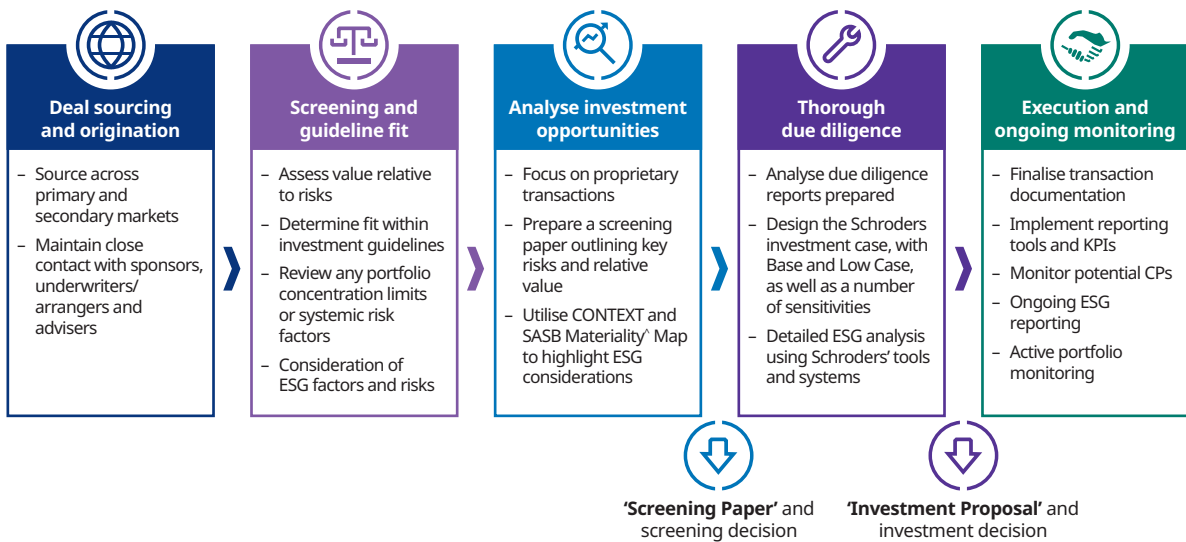 Deal sourcing
and origination
– Source across
primary and
secondary markets
– Maintain close
contact with sponsors,
underwriters/
arrangers and
advisers
Screening and
guideline fit
– Assess value relative
to risks
– Determine fit within
investment guidelines
– Review any portfolio
concentration limits
or systemic risk
factors
– Consideration of
ESG factors and risks
Analyse investment
opportunities
– Focus on proprietary
transactions
– Prepare a screening
paper outlining key
risks and relative
value
– Utilise CONTEXT and
SASB Materiality^ Map
to highlight ESG
considerations
Thorough
due diligence
– Analyse due diligence
reports prepared
– Design the Schroders
investment case, with
Base and Low Case,
as well as a number
of sensitivities
– Detailed ESG analysis
using Schroders’ tools
and systems
Execution and
ongoing monitoring
– Finalise transaction
documentation
– Implement reporting
tools and KPIs
– Monitor potential CPs
– Ongoing ESG
reporting
– Active portfolio
monitoring
‘Screening Paper’ and
screening decision
‘Investment Proposal’ and
investment decision